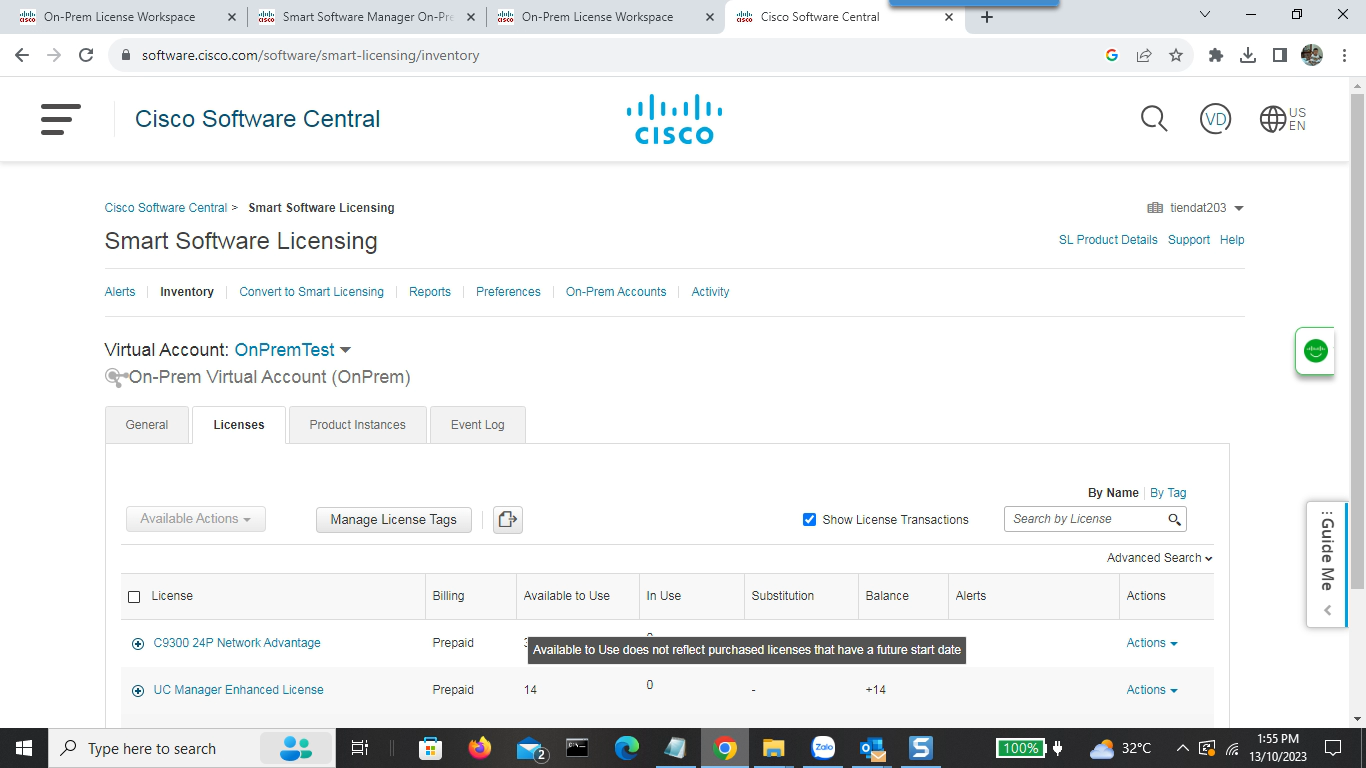 On-Prem License Workspace
Smart Software Manager On-Pre
On-Prem License Workspace
Cisco Software Central
software.cisco.com/software/smart-licensing/inventory
Cisco Software Central
CISCO
VD
US
EN
Cisco Software Central > Smart Software Licensing
tiendat203
Smart Software Licensing
SL Product Details Support Help
Alerts Inventory Convert to Smart Licensing Reports Preferences On-Prem Accounts Activity
Virtual Account: OnPremTest
On-Prem Virtual Account (OnPrem)
General Licenses Product Instances Event Log
By Name By Tag
Available Actions Manage License Tags Show License Transactions Search by License
Advanced Search
License Billing Available to Use In Use Substitution Balance Alerts Actions
C9300 24P Network Advantage Prepaid Actions
Available to Use does not reflect purchased licenses that have a future start date
UC Manager Enhanced License Prepaid 14 0 - +14 Actions
Guide Me
Type here to search
2
Zalo
100%
32°C
1:55 PM
13/10/2023